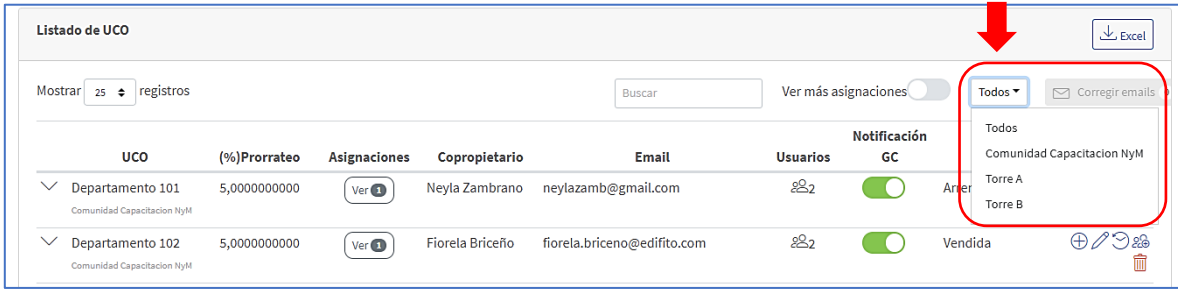 Listado de UCO
Excel
Mostrar 25 registros
Buscar
Ver más asignaciones
Todos
Corregir emails
Todos
Comunidad Capacitacion NyM
Torre A
Torre B
UCO (%)Prorrateo Asignaciones Copropietario Email Usuarios Notificación GC
Departamento 101 5,0000000000 Ver 1 Neyla Zambrano neylazamb@gmail.com 2
Comunidad Capacitacion NyM
Departamento 102 5,0000000000 Ver 1 Fiorela Briceño fiorela.briceno@edifito.com 2 Vendida
Comunidad Capacitacion NyM